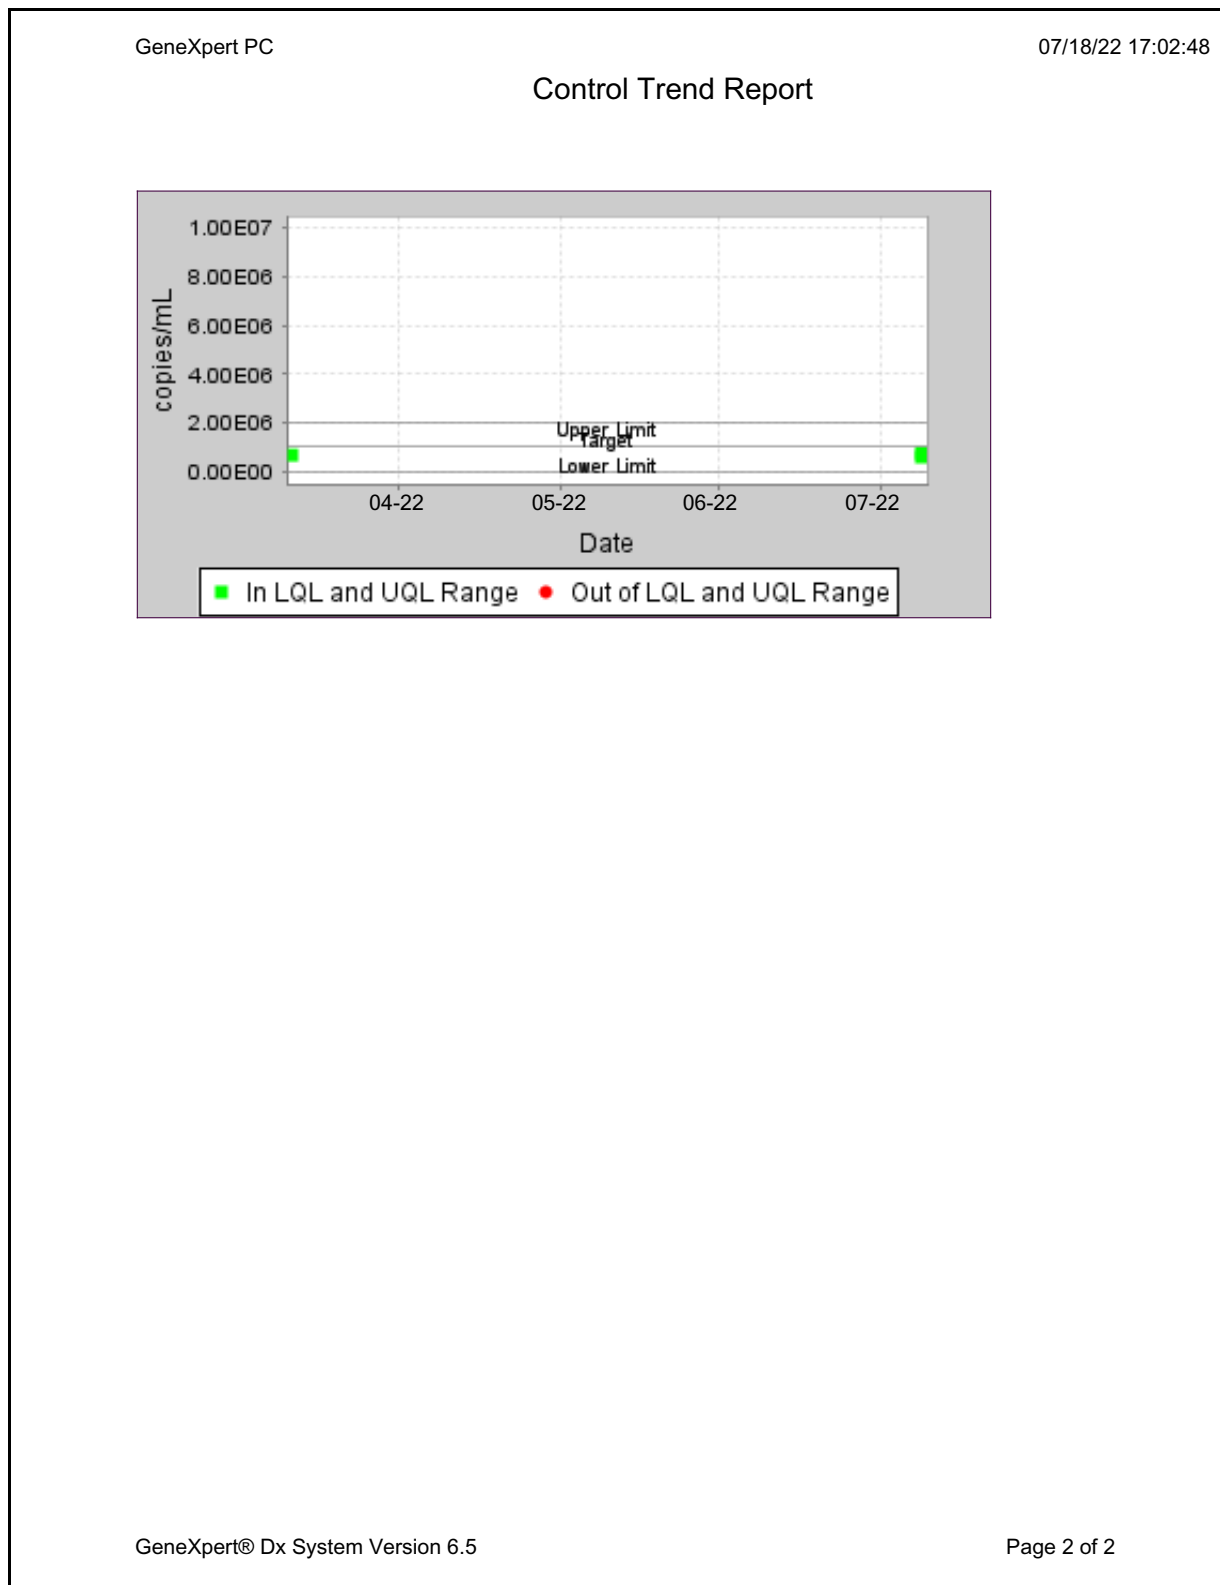 GeneXpert PC 07/18/22 17:02:48
Control Trend Report
1.00E07
8.00E06
6.00E06
4.00E06
2.00E06
0.00E00
copies/mL
Upper Limit
Target
Lower Limit
04-22 05-22 06-22 07-22
Date
In LQL and UQL Range Out of LQL and UQL Range
GeneXpert® Dx System Version 6.5 Page 2 of 2